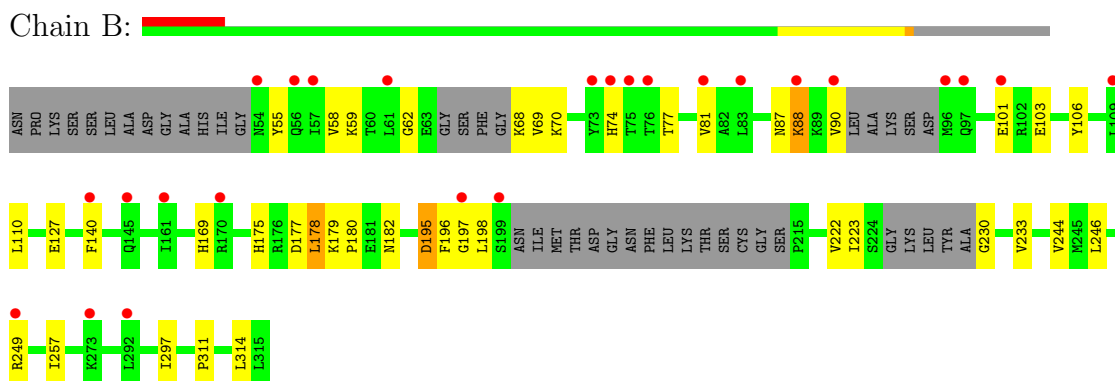 Chain B:
ASN PRO LYS SER SER LEU ALA ASP GLY ALA HIS ILE GLY N54 Y55 Q56 I57 V58 K59 T60 L61 G62 E63 GLY SER PHE GLY K68 V69 K70 Y73 H74 T75 T76 T77 V81 A82 L83 N87 K88 K89 V90 LEU ALA LYS SER ASP M96 Q97 E101 R102 E103 Y106 L109
L110 E127 F140 Q145 I161 H169 R170 H175 R176 D177 L178 K179 P180 E181 N182 D195 F196 G197 L198 S199 ASN ILE MET THR ASP GLY ASN PHE LEU LYS THR SER CYS GLY SER P215 V222 I223 S224 GLY LYS LEU TYR ALA G230 V233 V244 M245 L246
R249 I257 K273 L292 I297 P311 L314 L315